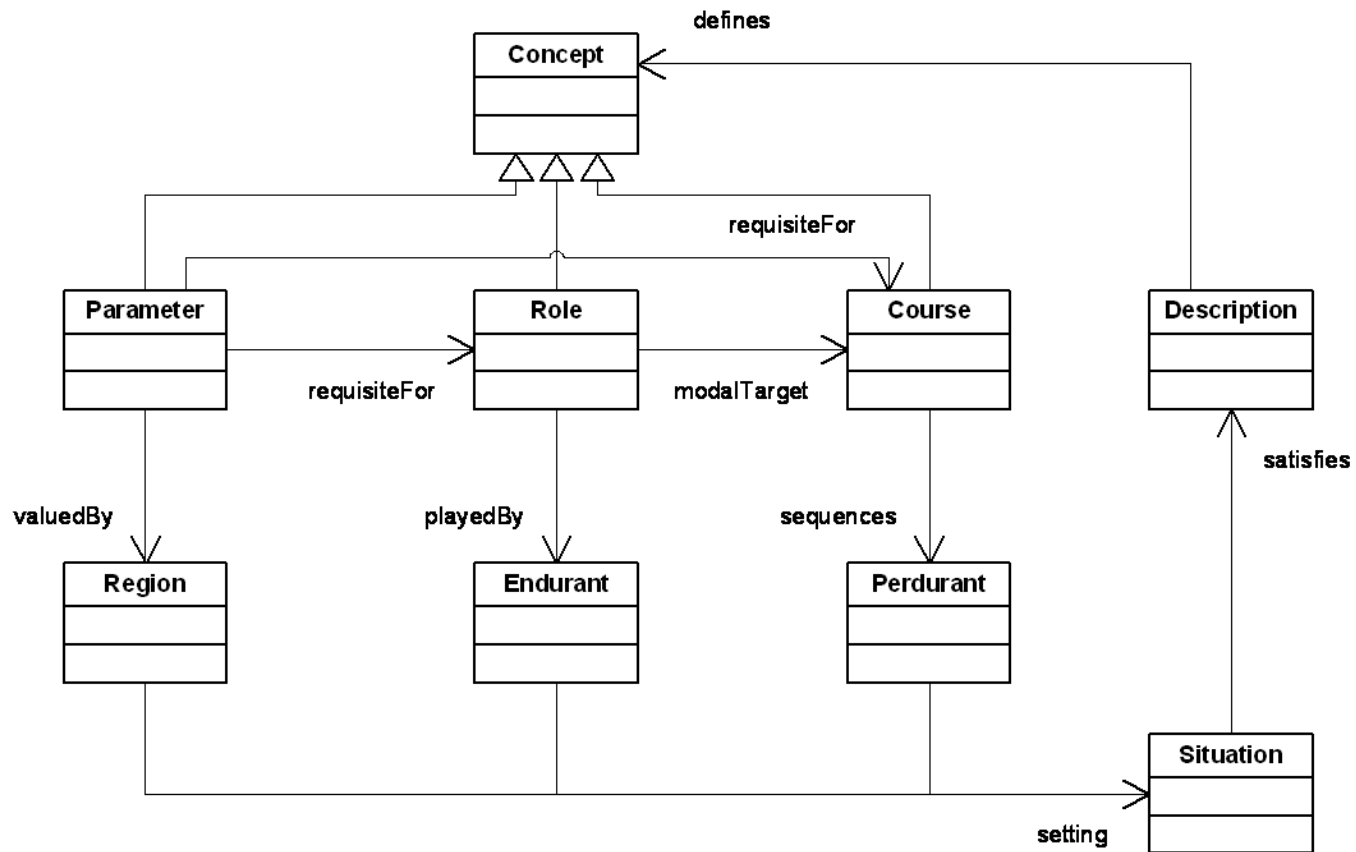 defines
Concept
requisiteFor
Parameter
Role
Course
Description
requisiteFor
modalTarget
satisfies
valuedBy
playedBy
sequences
Region
Endurant
Perdurant
Situation
setting